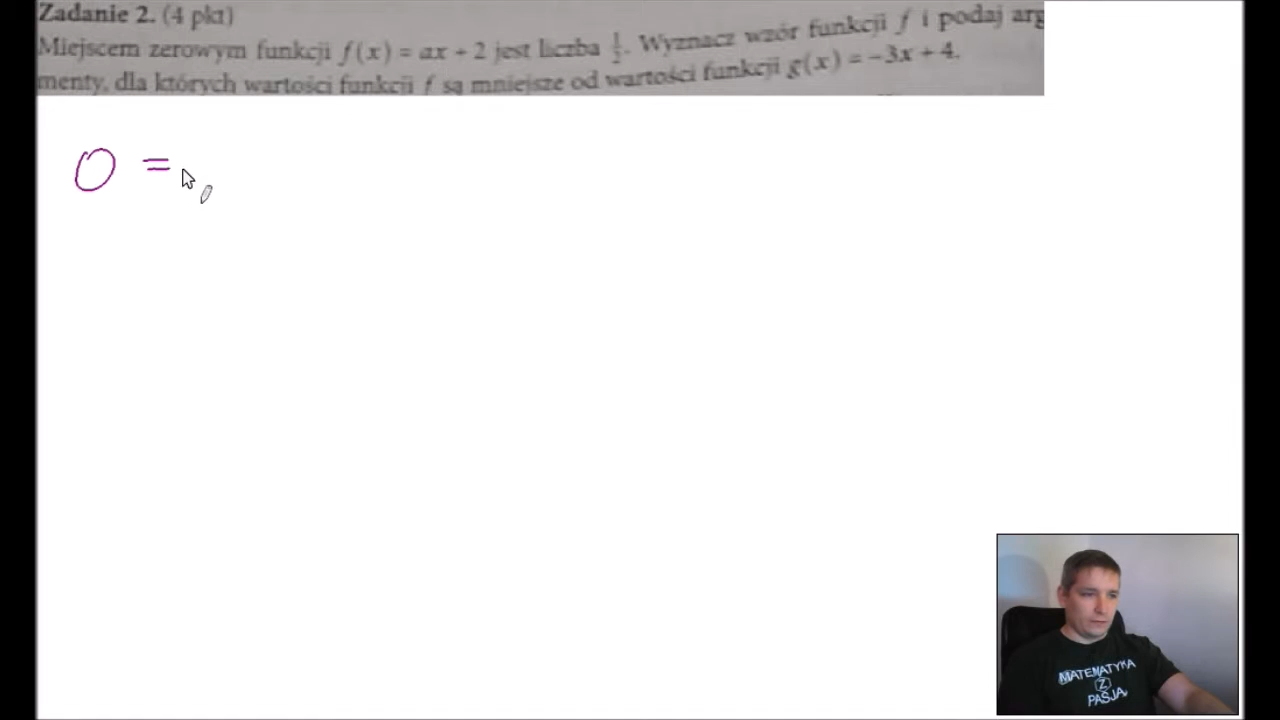 Zadanie 2. (4 pkt)
Miejscem zerowym funkcji f(x) = ax + 2 jest liczba 1/2. Wyznacz wzór funkcji f i podaj arg
menty, dla których wartości funkcji f są mniejsze od wartości funkcji g(x) = −3x + 4.
0 =
MATEMATYKA
Z
PASJĄ